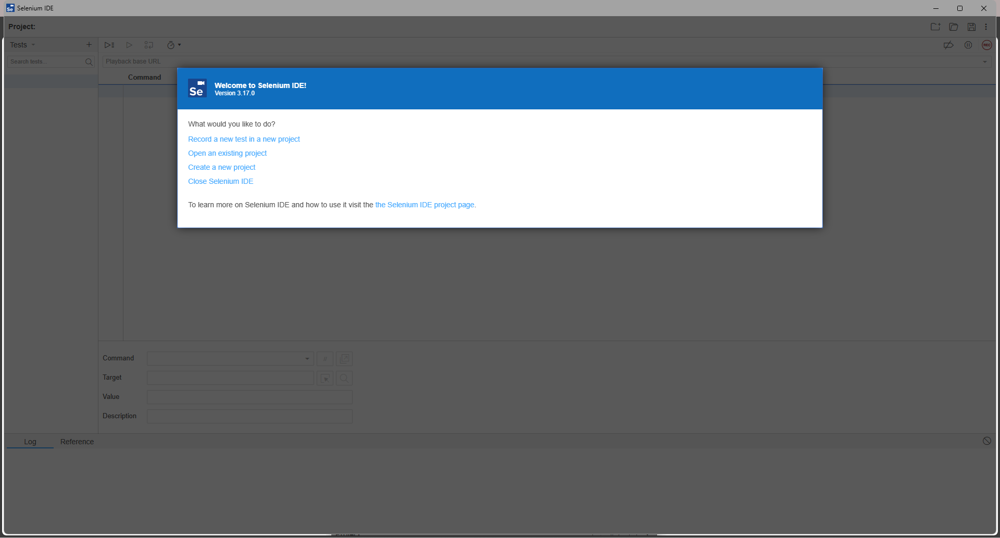 Selenium IDE
Project:
Tests
Search tests...
Playback base URL
REC
Command
Se
Welcome to Selenium IDE!
Version 3.17.0
What would you like to do?
Record a new test in a new project
Open an existing project
Create a new project
Close Selenium IDE
To learn more on Selenium IDE and how to use it visit the the Selenium IDE project page.
Command
//
Target
Value
Description
Log
Reference